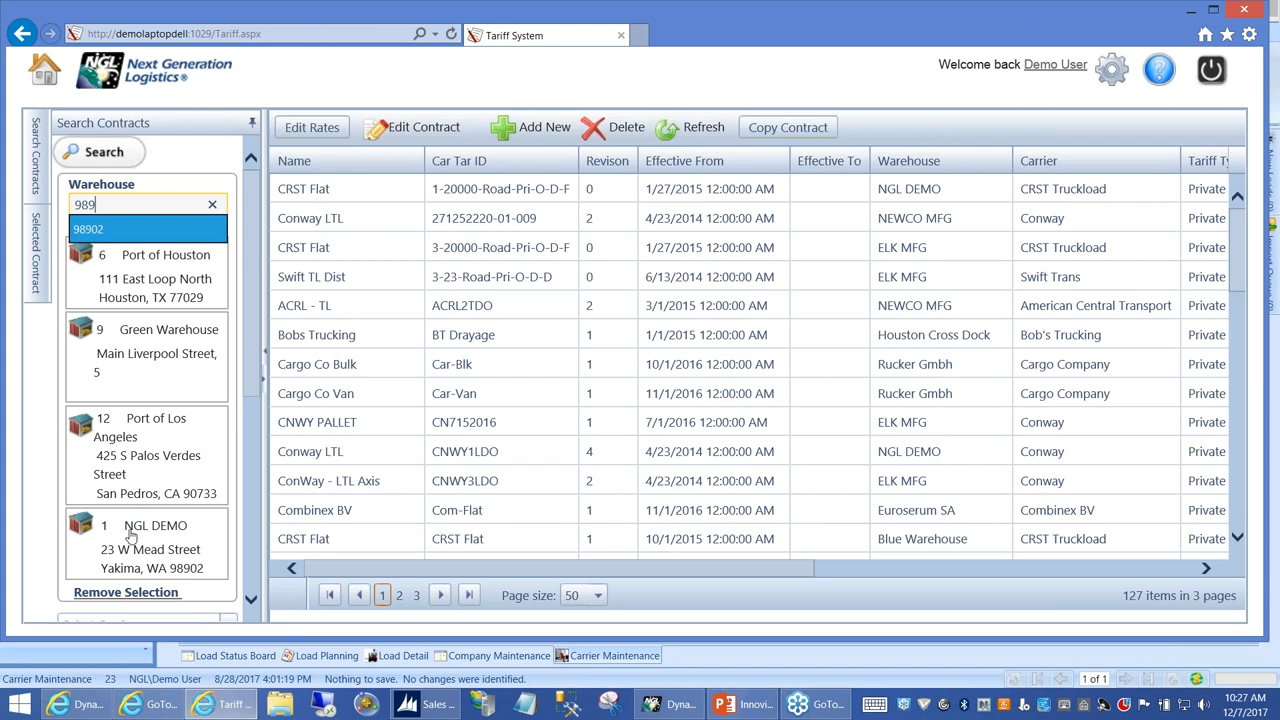 http://demolaptopdell:1029/Tariff.aspx
Tariff System
NGL Next Generation Logistics®
Welcome back Demo User
Search Contracts
Selected Contract
Search Contracts
Search
Warehouse
989
98902
6 Port of Houston
111 East Loop North
Houston, TX 77029
9 Green Warehouse
Main Liverpool Street,
5
12 Port of Los
Angeles
425 S Palos Verdes
Street
San Pedros, CA 90733
1 NGL DEMO
23 W Mead Street
Yakima, WA 98902
Remove Selection
Edit Rates Edit Contract Add New Delete Refresh Copy Contract
Name Car Tar ID Revison Effective From Effective To Warehouse Carrier Tariff Ty
CRST Flat 1-20000-Road-Pri-O-D-F 0 1/27/2015 12:00:00 AM NGL DEMO CRST Truckload Private
Conway LTL 271252220-01-009 2 4/23/2014 12:00:00 AM NEWCO MFG Conway Private
CRST Flat 3-20000-Road-Pri-O-D-F 0 1/27/2015 12:00:00 AM ELK MFG CRST Truckload Private
Swift TL Dist 3-23-Road-Pri-O-D-D 0 6/13/2014 12:00:00 AM ELK MFG Swift Trans Private
ACRL - TL ACRL2TDO 2 3/1/2015 12:00:00 AM NEWCO MFG American Central Transport Private
Bobs Trucking BT Drayage 1 1/1/2015 12:00:00 AM Houston Cross Dock Bob's Trucking Private
Cargo Co Bulk Car-Blk 1 10/1/2016 12:00:00 AM Rucker Gmbh Cargo Company Private
Cargo Co Van Car-Van 1 11/1/2016 12:00:00 AM Rucker Gmbh Cargo Company Private
CNWY PALLET CN7152016 1 7/1/2016 12:00:00 AM ELK MFG Conway Private
Conway LTL CNWY1LDO 4 4/23/2014 12:00:00 AM NGL DEMO Conway Private
ConWay - LTL Axis CNWY3LDO 2 4/23/2014 12:00:00 AM ELK MFG Conway Private
Combinex BV Com-Flat 1 11/1/2016 12:00:00 AM Euroserum SA Combinex BV Private
CRST Flat CRST Flat 1 10/1/2015 12:00:00 AM Blue Warehouse CRST Truckload Private
1 2 3 Page size: 50 127 items in 3 pages
Load Status Board Load Planning Load Detail Company Maintenance Carrier Maintenance
Carrier Maintenance 23 NGL\Demo User 8/28/2017 4:01:19 PM Nothing to save. No changes were identified. 1 of 1
Dyna... GoTo... Tariff ... Sales ... Dyna... Innovi... GoTo...
10:27 AM
12/7/2017